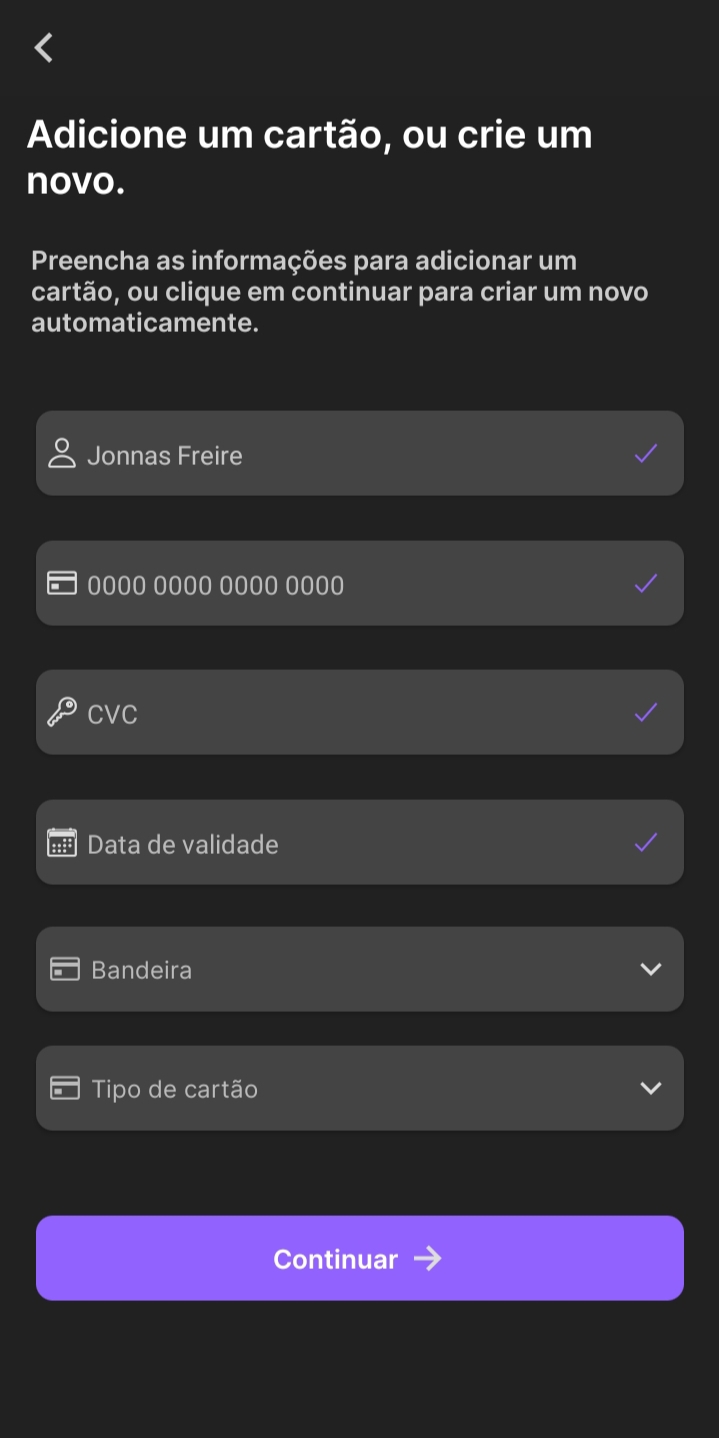 Adicione um cartão, ou crie um
novo.
Preencha as informações para adicionar um
cartão, ou clique em continuar para criar um novo
automaticamente.
Jonnas Freire
0000 0000 0000 0000
CVC
Data de validade
Bandeira
Tipo de cartão
Continuar